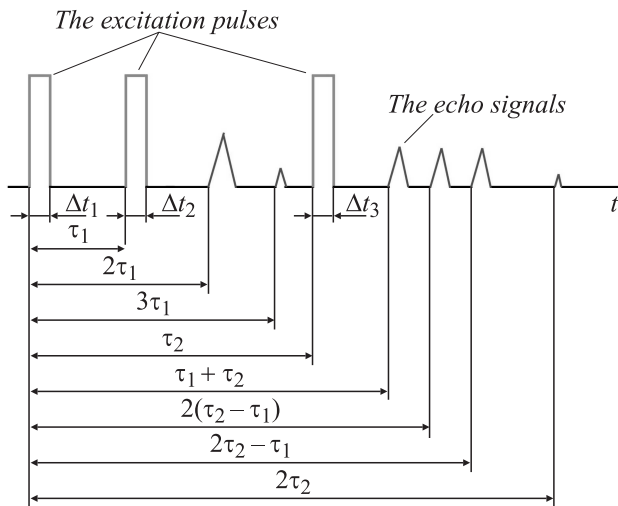 The excitation pulses
The echo signals
Δt₁ Δt₂ Δt₃ t
τ₁
2τ₁
3τ₁
τ₂
τ₁ + τ₂
2(τ₂ – τ₁)
2τ₂ – τ₁
2τ₂